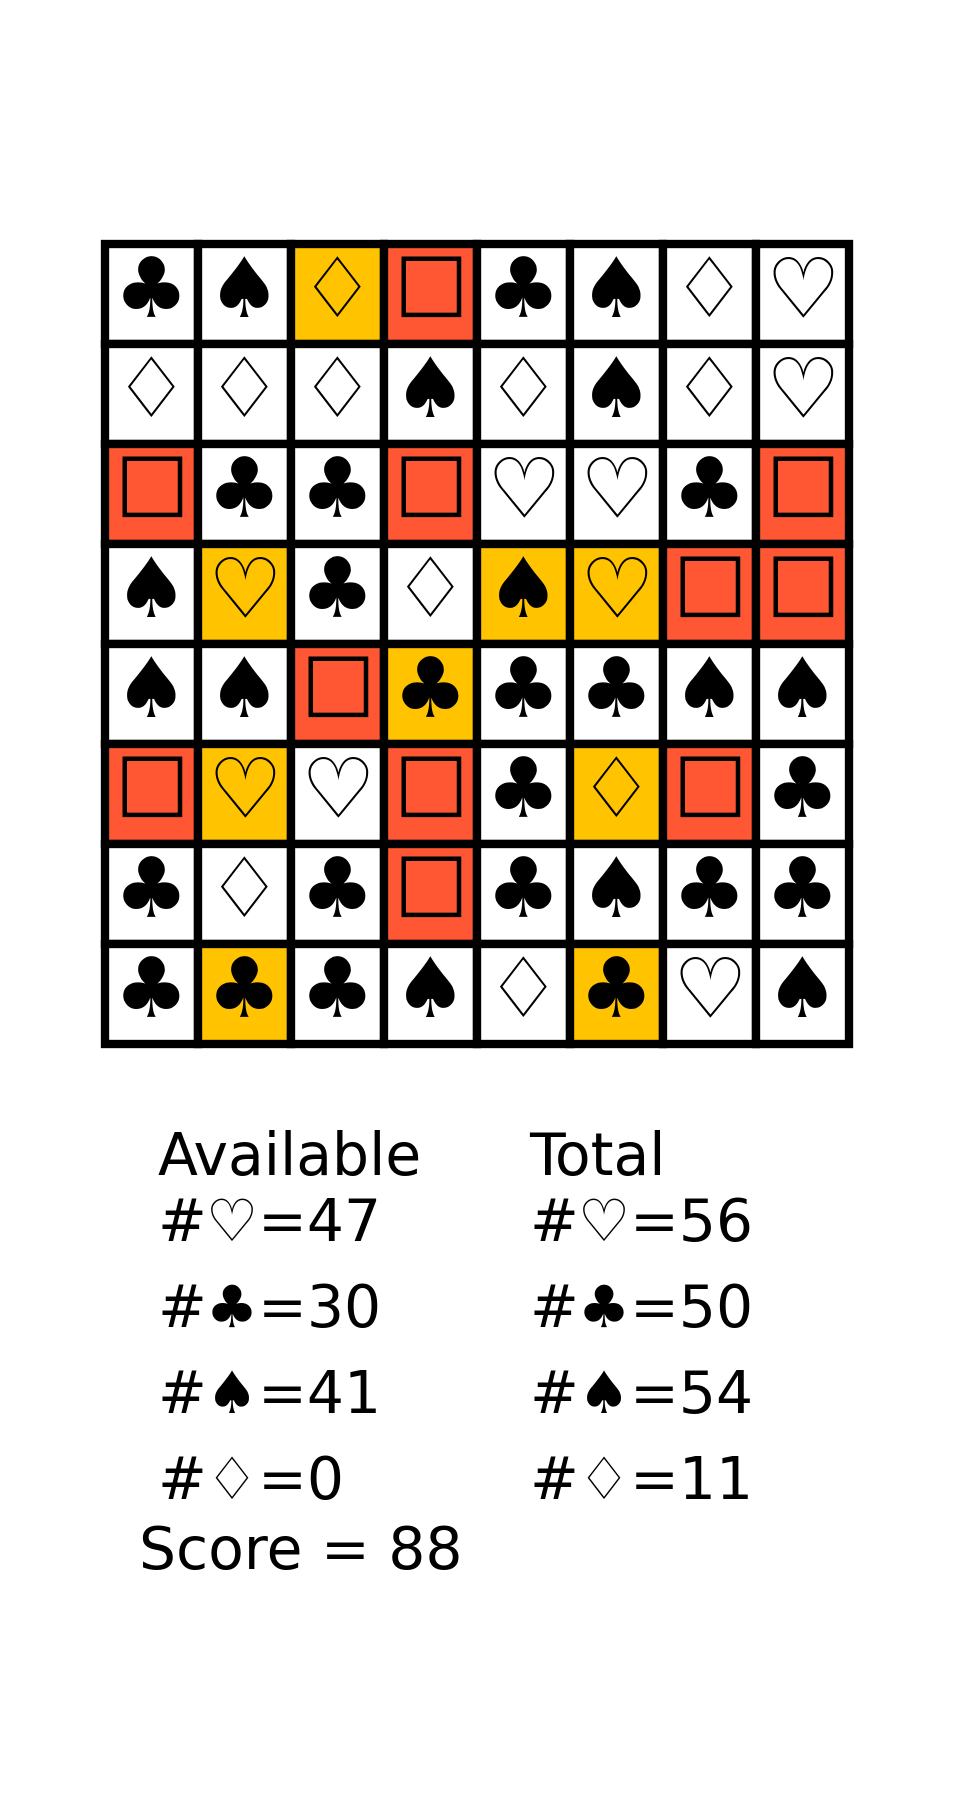 ♣ ♠ ♢ □ ♣ ♠ ♢ ♡
♢ ♢ ♢ ♠ ♢ ♠ ♢ ♡
□ ♣ ♣ □ ♡ ♡ ♣ □
♠ ♡ ♣ ♢ ♠ ♡ □ □
♠ ♠ □ ♣ ♣ ♣ ♠ ♠
□ ♡ ♡ □ ♣ ♢ □ ♣
♣ ♢ ♣ □ ♣ ♠ ♣ ♣
♣ ♣ ♣ ♠ ♢ ♣ ♡ ♠
Available Total
#♡=47 #♡=56
#♣=30 #♣=50
#♠=41 #♠=54
#♢=0 #♢=11
Score = 88